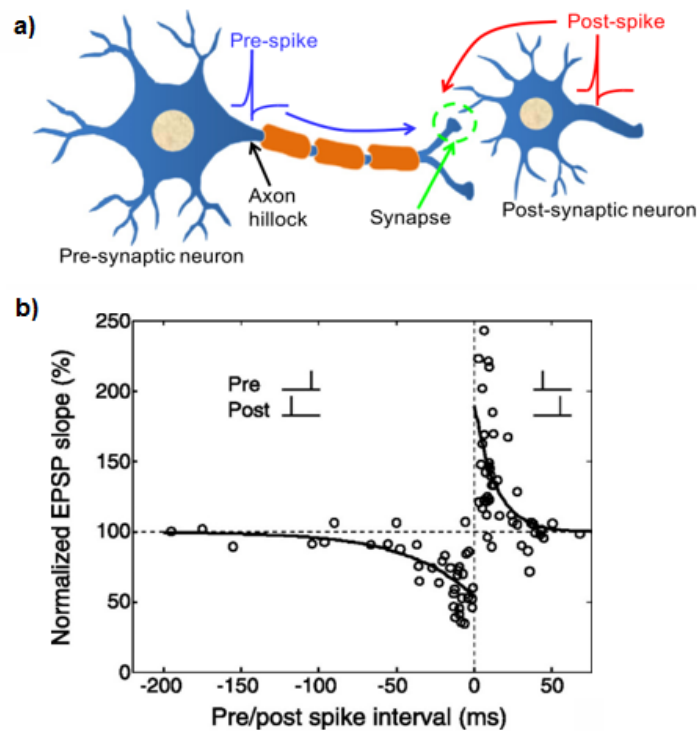 a)
Pre-spike
Post-spike
Axon
hillock
Synapse
Pre-synaptic neuron
Post-synaptic neuron
b)
Normalized EPSP slope (%)
250
200
150
100
50
0
Pre
Post
-200 -150 -100 -50 0 50
Pre/post spike interval (ms)